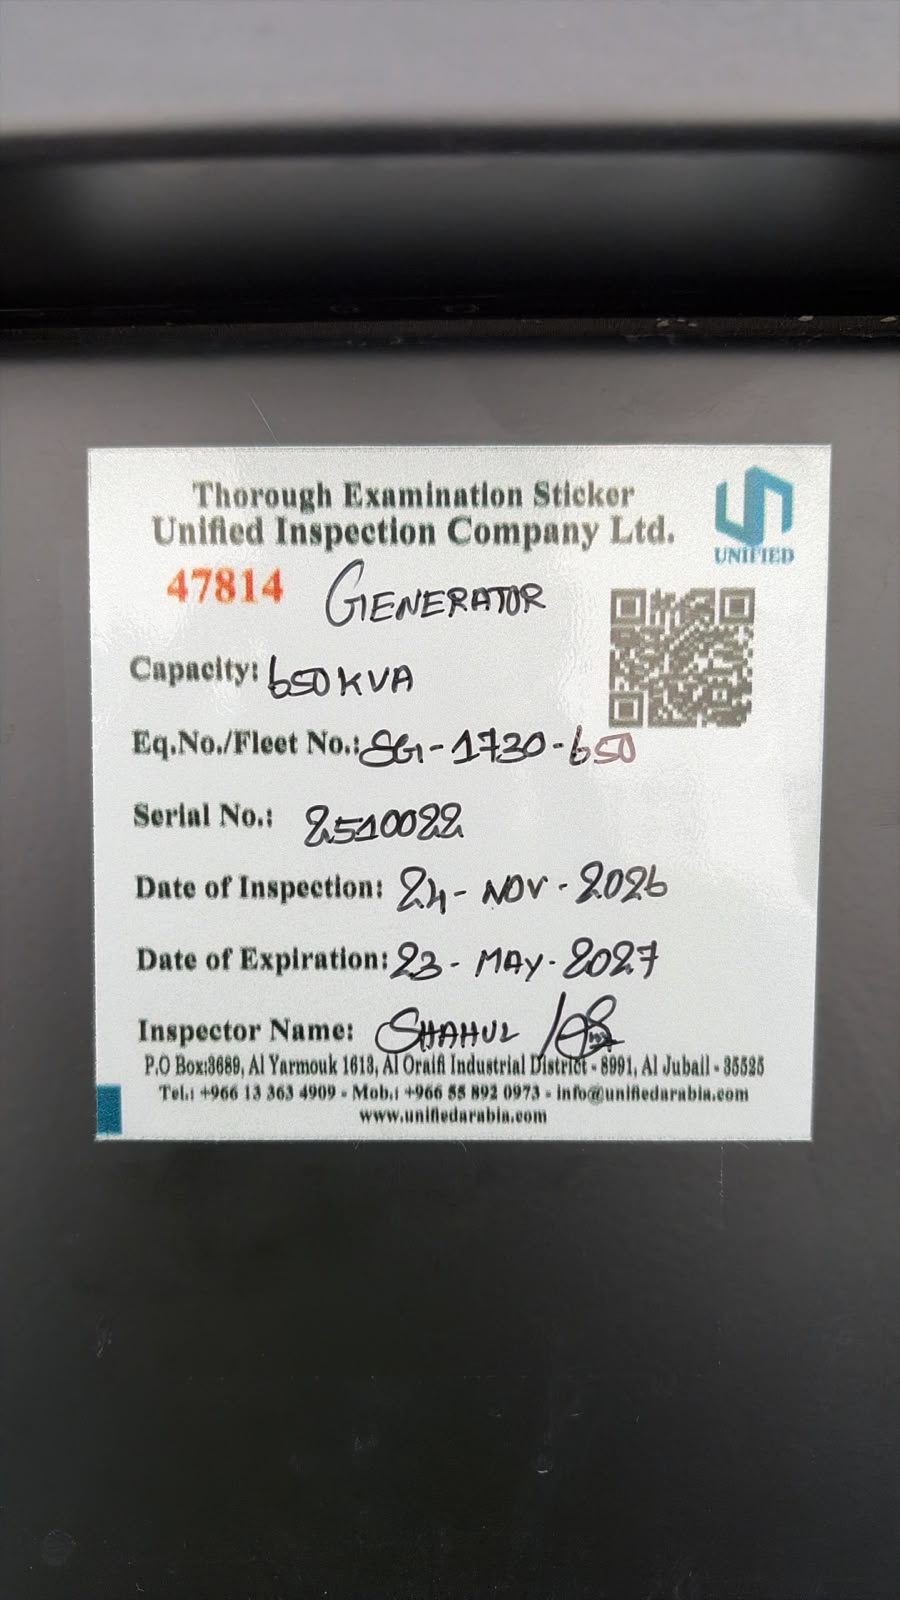 Thorough Examination Sticker
Unified Inspection Company Ltd.
UNIFIED
47814 GENERATOR
Capacity: 650 KVA
Eq.No./Fleet No.: SG-1730-650
Serial No.: 2510022
Date of Inspection: 24-NOV-2026
Date of Expiration: 23-MAY-2027
Inspector Name: SHAHUL
P.O Box:3689, Al Yarmouk 1613, Al Oraifi Industrial District - 8991, Al Jubail - 35525
Tel.: +966 13 363 4909 - Mob.: +966 55 892 0973 - info@unifiedarabia.com
www.unifiedarabia.com